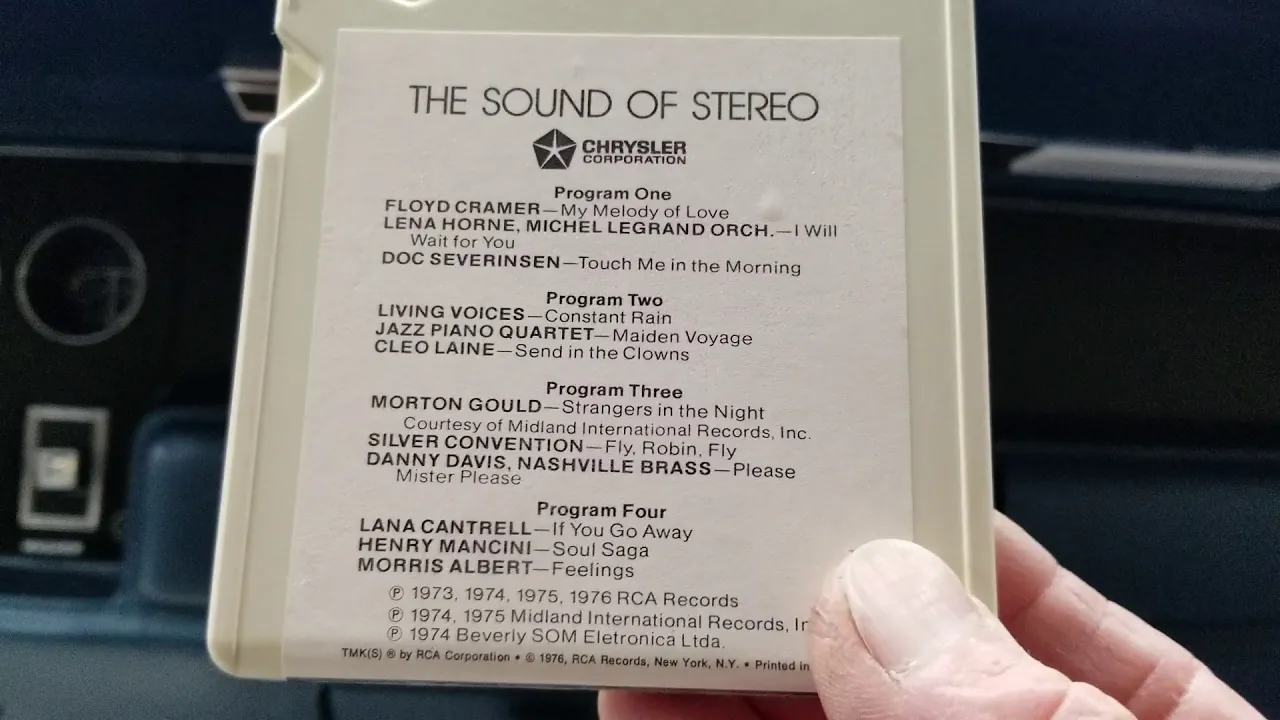 THE SOUND OF STEREO
CHRYSLER
CORPORATION
Program One
FLOYD CRAMER—My Melody of Love
LENA HORNE, MICHEL LEGRAND ORCH.—I Will
Wait for You
DOC SEVERINSEN—Touch Me in the Morning
Program Two
LIVING VOICES—Constant Rain
JAZZ PIANO QUARTET—Maiden Voyage
CLEO LAINE—Send in the Clowns
Program Three
MORTON GOULD—Strangers in the Night
Courtesy of Midland International Records, Inc.
SILVER CONVENTION—Fly, Robin, Fly
DANNY DAVIS, NASHVILLE BRASS—Please
Mister Please
Program Four
LANA CANTRELL—If You Go Away
HENRY MANCINI—Soul Saga
MORRIS ALBERT—Feelings
℗ 1973, 1974, 1975, 1976 RCA Records
℗ 1974, 1975 Midland International Records,
℗ 1974 Beverly SOM Eletronica Ltda.
TMK(S) ® by RCA Corporation • © 1976, RCA Records, New York, N.Y. • Printed in